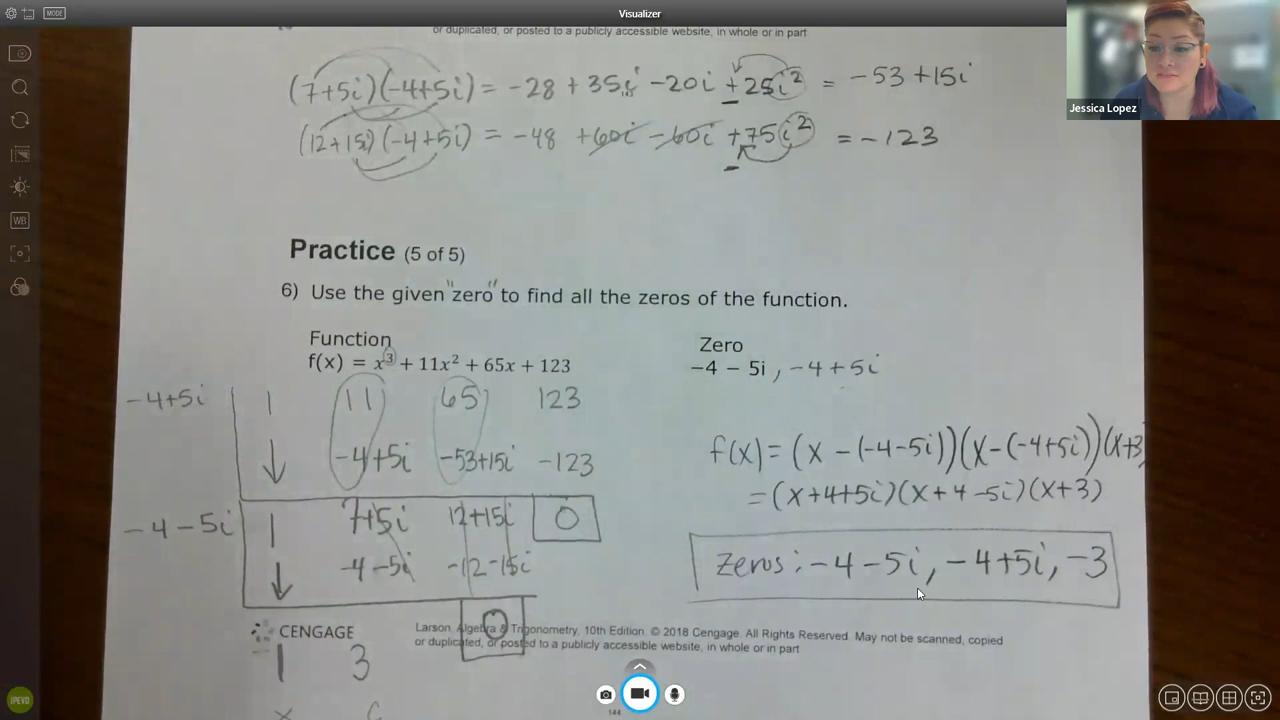 Visualizer
MODE
or duplicated, or posted to a publicly accessible website, in whole or in part
(7+5i)(-4+5i) = -28 + 35i -20i +25i² = -53 +15i
(12+15i)(-4+5i) = -48 +60i -60i +75i² = -123
Jessica Lopez
WB
Practice (5 of 5)
6) Use the given "zero" to find all the zeros of the function.
Function
f(x) = x³ + 11x² + 65x + 123
Zero
-4 - 5i, -4+5i
-4+5i 1 11 65 123
-4+5i -53+15i -123
-4-5i 1 7+5i 12+15i 0
-4-5i -12-15i
0
f(x) = (x - (-4-5i))(x-(-4+5i))(x+3
= (x+4+5i)(x+4-5i)(x+3)
Zeros: -4-5i, -4+5i, -3
CENGAGE
Larson, Algebra & Trigonometry, 10th Edition. © 2018 Cengage. All Rights Reserved. May not be scanned, copied
or duplicated, or posted to a publicly accessible website, in whole or in part
1 3
IPEVO
144